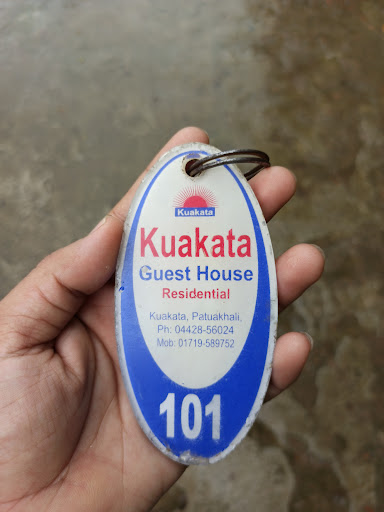 Kuakata
Kuakata
Guest House
Residential
Kuakata, Patuakhali,
Ph: 04428-56024
Mob: 01719-589752
101